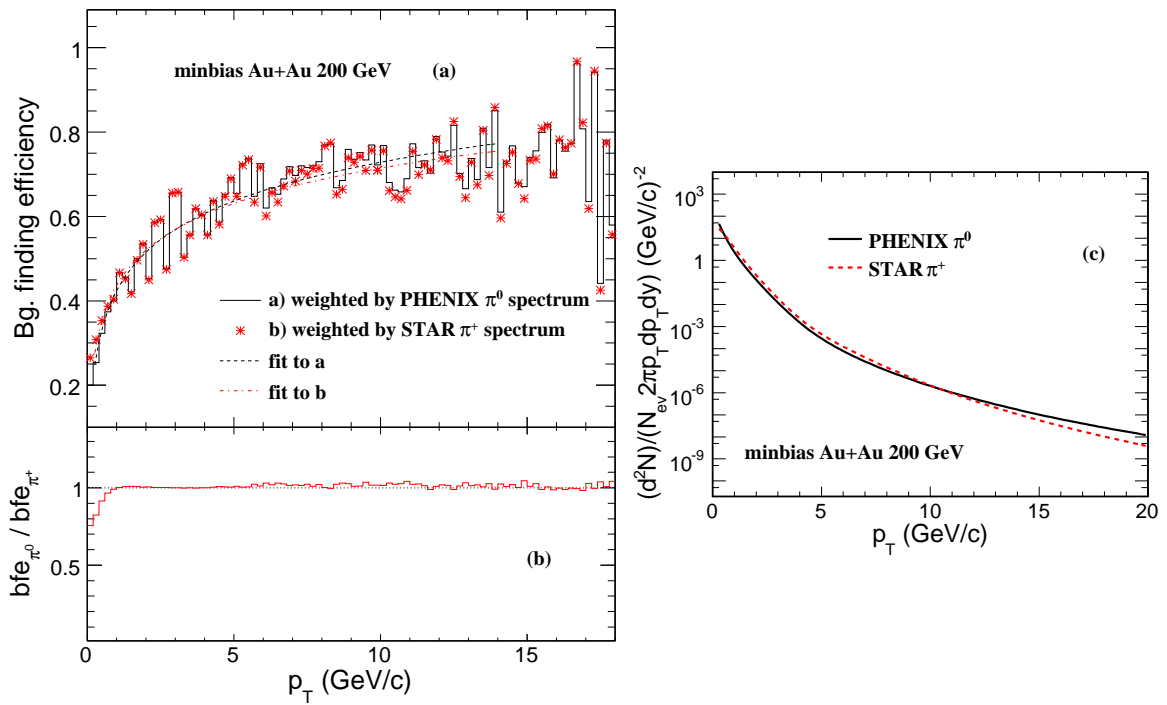 minbias Au+Au 200 GeV (a)
Bg. finding efficiency
1
0.8
0.6
0.4
0.2
a) weighted by PHENIX π⁰ spectrum
b) weighted by STAR π⁺ spectrum
fit to a
fit to b
bfe_π⁰ / bfe_π⁺
1
0.5
(b)
0 5 10 15
p_T (GeV/c)
(d²N)/(N_ev 2πp_T dp_T dy) (GeV/c)⁻²
10³
1
10⁻³
10⁻⁶
10⁻⁹
PHENIX π⁰
STAR π⁺
(c)
minbias Au+Au 200 GeV
0 5 10 15 20
p_T (GeV/c)